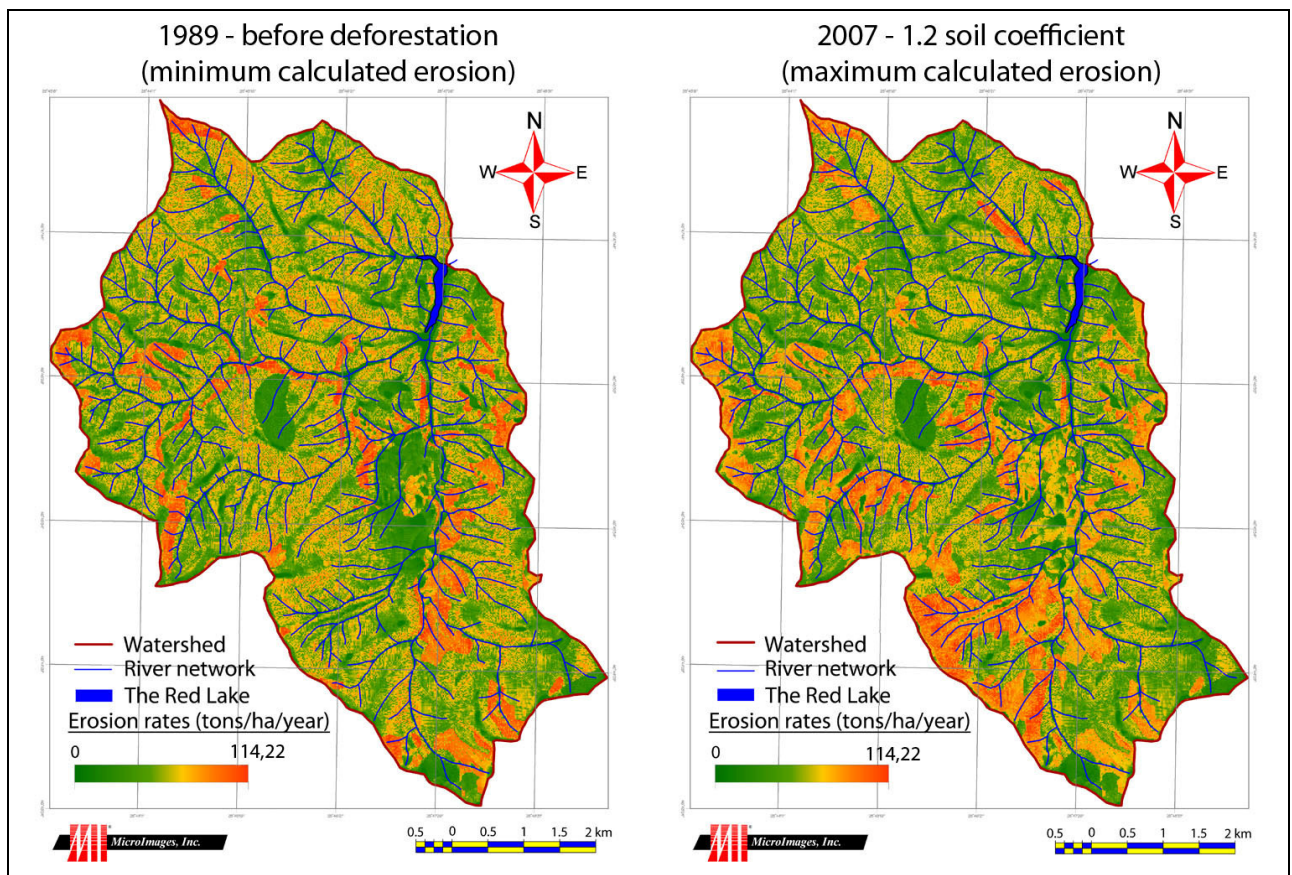 1989 - before deforestation
(minimum calculated erosion)
N
W
E
S
Watershed
River network
The Red Lake
Erosion rates (tons/ha/year)
0
114,22
MI
MicroImages, Inc.
0.5 0 0.5 1 1.5 2 km
2007 - 1.2 soil coefficient
(maximum calculated erosion)
N
W
E
S
Watershed
River network
The Red Lake
Erosion rates (tons/ha/year)
0
114,22
MI
MicroImages, Inc.
0.5 0 0.5 1 1.5 2 km